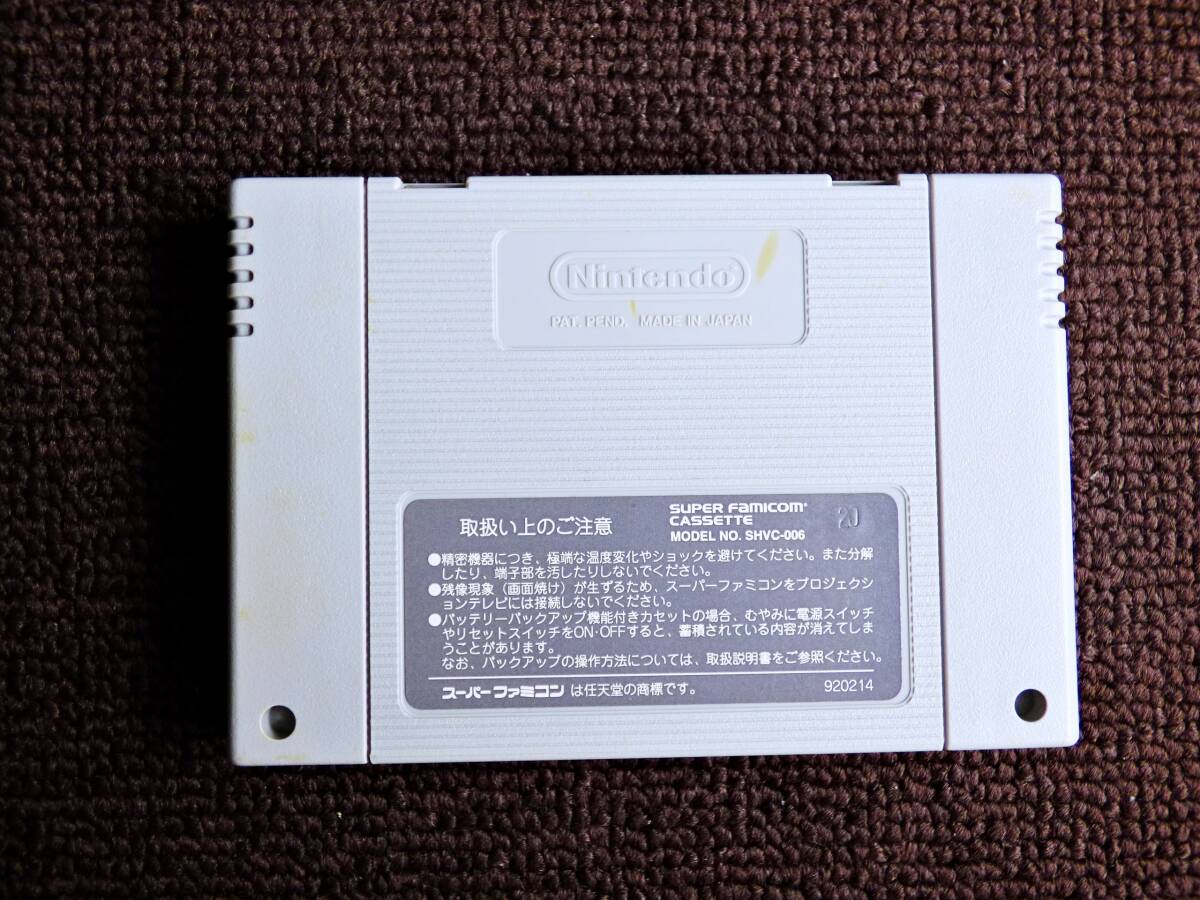 Nintendo®
PAT. PEND. MADE IN JAPAN
取扱い上のご注意
SUPER FAMICOM®
CASSETTE
MODEL NO. SHVC-006
20
●精密機器につき、極端な温度変化やショックを避けてください。また分解
したり、端子部を汚したりしないでください。
●残像現象（画面焼け）が生ずるため、スーパーファミコンをプロジェクシ
ョンテレビには接続しないでください。
●バッテリーバックアップ機能付きカセットの場合、むやみに電源スイッチ
やリセットスイッチをON･OFFすると、蓄積されている内容が消えてしま
うことがあります。
なお、バックアップの操作方法については、取扱説明書をご参照ください。
スーパーファミコン は任天堂の商標です。
920214